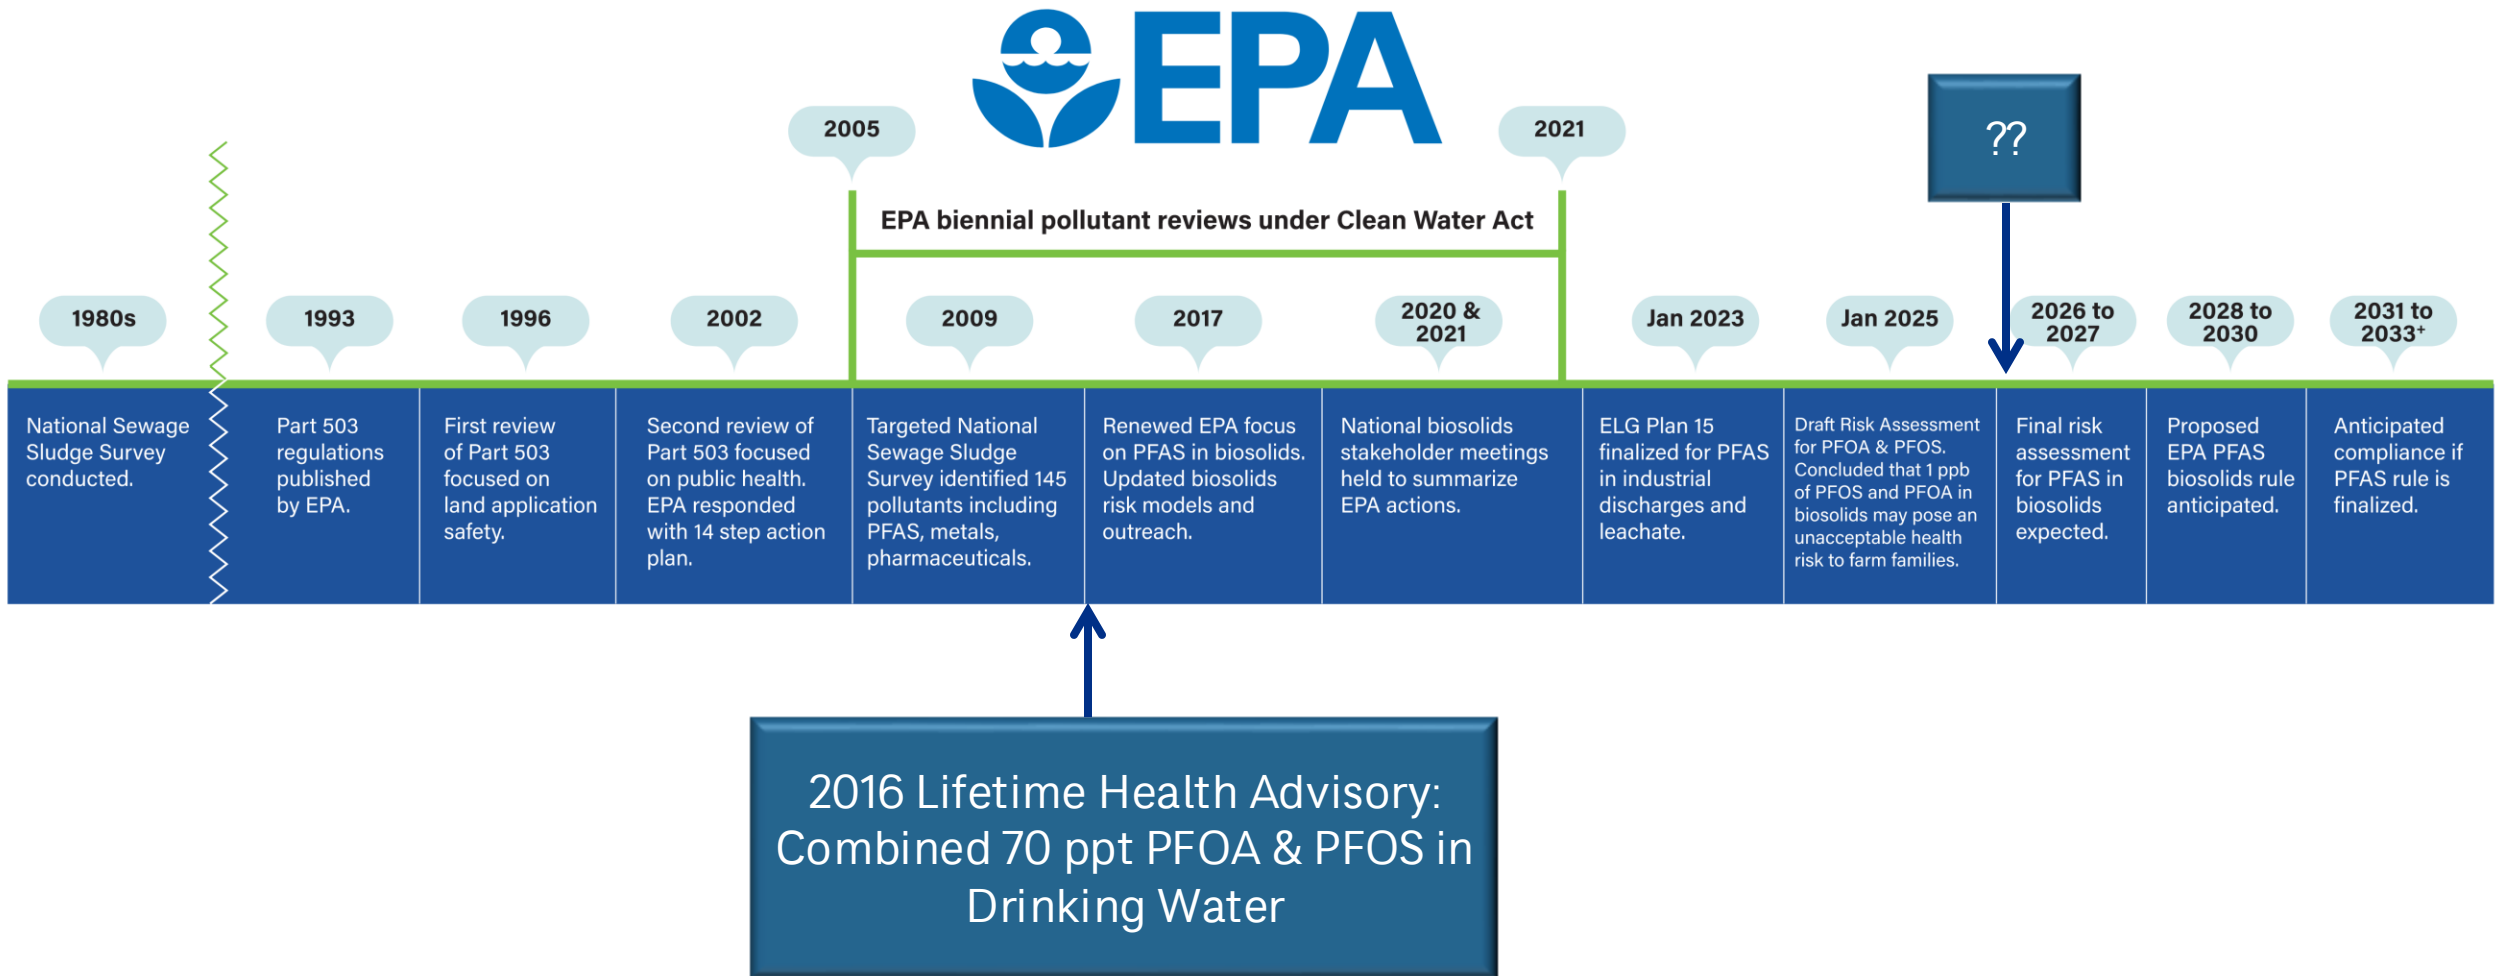 EPA
2005
2021
??
EPA biennial pollutant reviews under Clean Water Act
1980s
1993
1996
2002
2009
2017
2020 &
2021
Jan 2023
Jan 2025
2026 to
2027
2028 to
2030
2031 to
2033+
National Sewage
Sludge Survey
conducted.
Part 503
regulations
published
by EPA.
First review
of Part 503
focused on
land application
safety.
Second review of
Part 503 focused
on public health.
EPA responded
with 14 step action
plan.
Targeted National
Sewage Sludge
Survey identified 145
pollutants including
PFAS, metals,
pharmaceuticals.
Renewed EPA focus
on PFAS in biosolids.
Updated biosolids
risk models and
outreach.
National biosolids
stakeholder meetings
held to summarize
EPA actions.
ELG Plan 15
finalized for PFAS
in industrial
discharges and
leachate.
Draft Risk Assessment
for PFOA & PFOS.
Concluded that 1 ppb
of PFOS and PFOA in
biosolids may pose an
unacceptable health
risk to farm families.
Final risk
assessment
for PFAS in
biosolids
expected.
Proposed
EPA PFAS
biosolids rule
anticipated.
Anticipated
compliance if
PFAS rule is
finalized.
2016 Lifetime Health Advisory:
Combined 70 ppt PFOA & PFOS in
Drinking Water